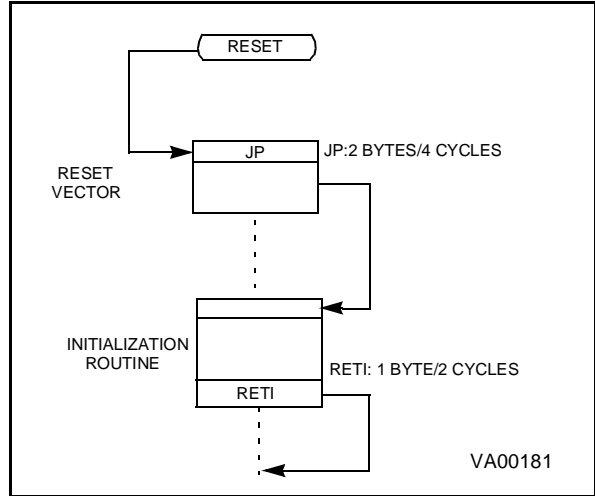 RESET
JP
JP:2 BYTES/4 CYCLES
RESET
VECTOR
INITIALIZATION
ROUTINE
RETI: 1 BYTE/2 CYCLES
RETI
VA00181